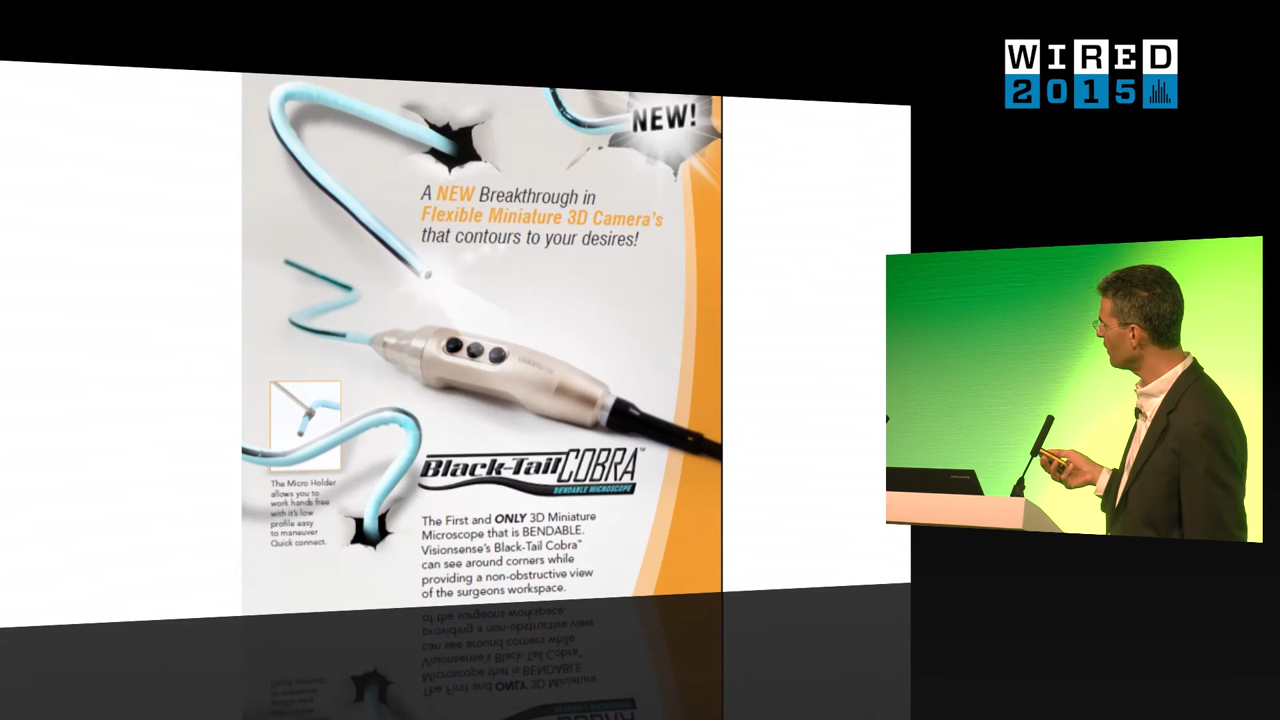 WIRED
2015
NEW!
A NEW Breakthrough in
Flexible Miniature 3D Camera's
that contours to your desires!
The Micro Holder
allows you to
work hands free
with it's low
profile easy
to maneuver
Quick connect.
Black-Tail COBRA™
BENDABLE MICROSCOPE
The First and ONLY 3D Miniature
Microscope that is BENDABLE.
Visionsense's Black-Tail Cobra™
can see around corners while
providing a non-obstructive view
of the surgeons workspace.